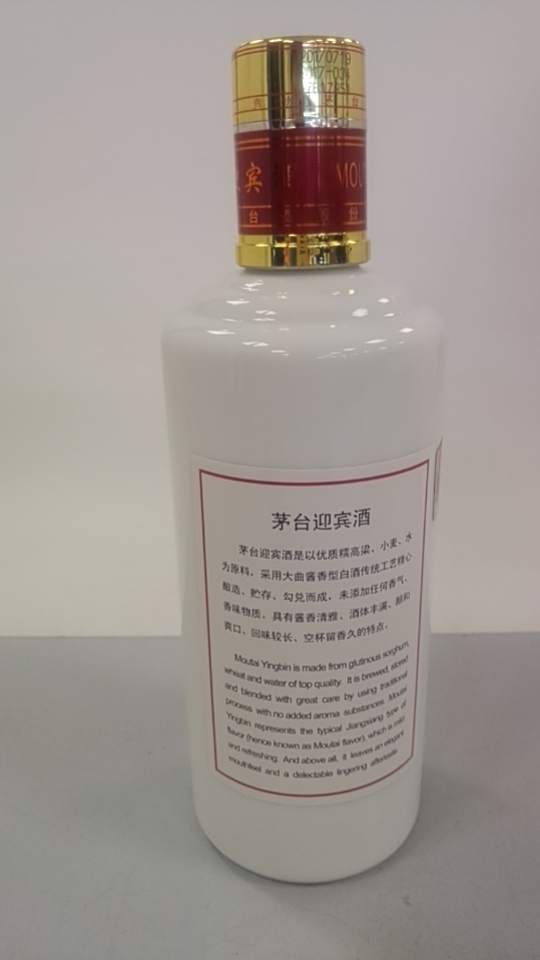 宾
MOU
台
份
茅台迎宾酒
茅台迎宾酒是以优质糯高粱、小麦、水
为原料，采用大曲酱香型白酒传统工艺精心
酿造、贮存、勾兑而成，未添加任何香气、
香味物质，具有酱香清雅、酒体丰满、醇和
爽口、回味较长、空杯留香久的特点。
Moutai Yingbin is made from glutinous sorghum,
wheat and water of top quality. It is brewed, stored
and blended with great care by using traditional
process with no added aroma substances. Moutai
Yingbin represents the typical Jiangxiang type of
flavor (hence known as Moutai flavor), which is mild
and refreshing. And above all, it leaves an elegant
mouthfeel and a delectable lingering aftertaste.